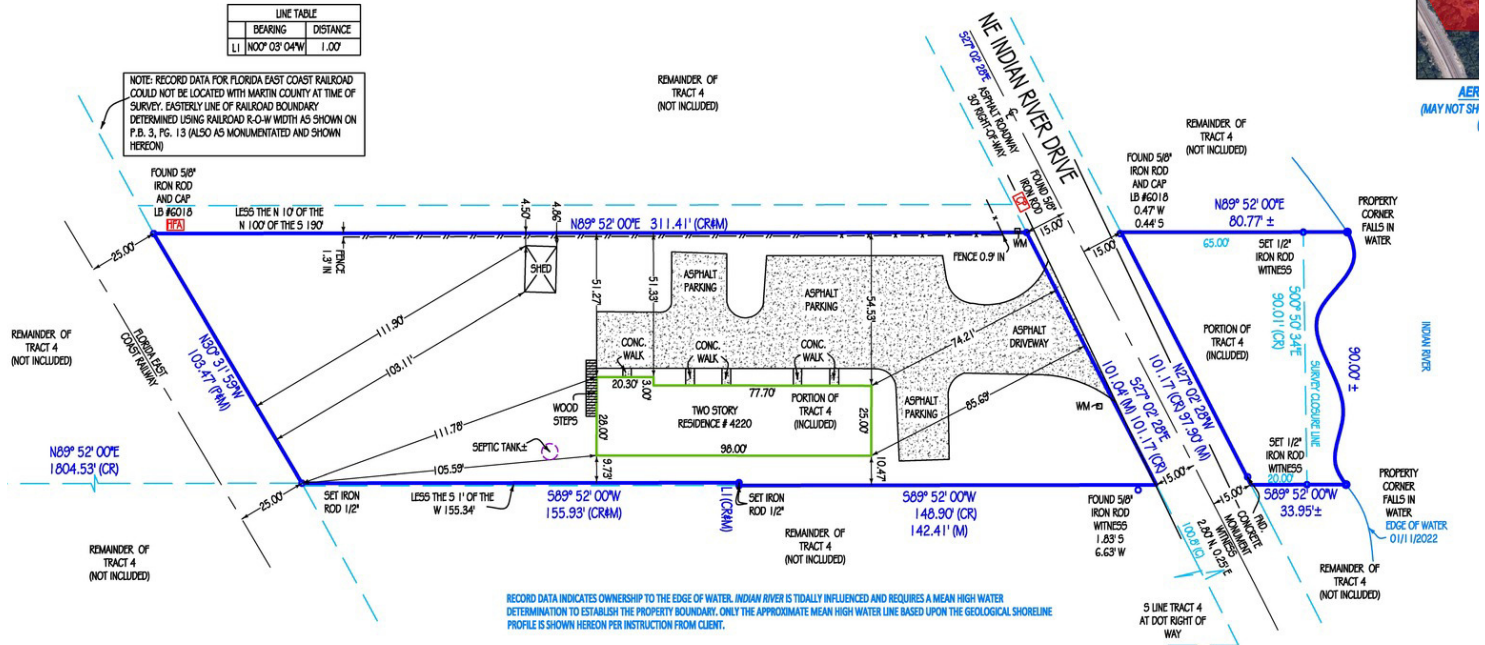 LINE TABLE
BEARING DISTANCE
L1 N00° 03' 04"W 1.00'
NOTE: RECORD DATA FOR FLORIDA EAST COAST RAILROAD
COULD NOT BE LOCATED WITH MARTIN COUNTY AT TIME OF
SURVEY. EASTERLY LINE OF RAILROAD BOUNDARY
DETERMINED USING RAILROAD R-O-W WIDTH AS SHOWN ON
P.B. 3, PG. 13 (ALSO AS MONUMENTATED AND SHOWN
HEREON)
REMAINDER OF
TRACT 4
(NOT INCLUDED)
NE INDIAN RIVER DRIVE
S27° 02' 28"E
ASPHALT ROADWAY
30' RIGHT-OF-WAY
AER
(MAY NOT SH
REMAINDER OF
TRACT 4
(NOT INCLUDED)
FOUND 5/8"
IRON ROD
AND CAP
LB #6018
HFA
LESS THE N 10' OF THE
N 100' OF THE S 190'
4.50'
4.86'
N89° 52' 00"E 311.41' (CR&M)
FOUND 5/8"
IRON ROD
CP
15.00'
WM
FENCE 0.9' IN
15.00'
FOUND 5/8"
IRON ROD
AND CAP
LB #6018
0.47' W
0.44' S
N89° 52' 00"E
80.77' ±
65.00'
SET 1/2"
IRON ROD
WITNESS
PROPERTY
CORNER
FALLS IN
WATER
25.00'
FENCE
1.3' IN
SHED
51.27'
51.33'
54.53'
ASPHALT
PARKING
ASPHALT
PARKING
ASPHALT
DRIVEWAY
111.90'
103.11'
74.21'
85.69'
REMAINDER OF
TRACT 4
(NOT INCLUDED)
FLORIDA EAST
COAST RAILWAY
N30° 31' 59"W
103.47' (P&M)
CONC.
WALK
CONC.
WALK
CONC.
WALK
20.30'
3.00'
77.70'
WOOD
STEPS
28.00'
TWO STORY
RESIDENCE # 4220
PORTION OF
TRACT 4
(INCLUDED)
25.00'
98.00'
ASPHALT
PARKING
WM
S27° 02' 28"E
101.04' (M) 101.17' (CR)
N27° 02' 28"W
101.17' (CR) 97.90' (M)
PORTION OF
TRACT 4
(INCLUDED)
S00° 50' 34"E
90.01' (CR)
SURVEY CLOSURE LINE
90.00' ±
INDIAN RIVER
111.78'
SEPTIC TANK±
105.59'
9.73'
10.47'
N89° 52' 00"E
1804.53' (CR)
25.00'
SET IRON
ROD 1/2"
LESS THE S 1' OF THE
W 155.34'
S89° 52' 00"W
155.93' (CR&M)
L1 (CR&M)
SET IRON
ROD 1/2"
S89° 52' 00"W
148.90' (CR)
142.41' (M)
FOUND 5/8"
IRON ROD
WITNESS
1.83' S
6.63' W
15.00'
15.00'
FND.
CONCRETE
MONUMENT
WITNESS
2.80' N, 0.25' E
100.8' (C)
SET 1/2"
IRON ROD
WITNESS
20.00'
S89° 52' 00"W
33.95'±
PROPERTY
CORNER
FALLS IN
WATER
EDGE OF WATER
01/11/2022
REMAINDER OF
TRACT 4
(NOT INCLUDED)
REMAINDER OF
TRACT 4
(NOT INCLUDED)
REMAINDER OF
TRACT 4
(NOT INCLUDED)
S LINE TRACT 4
AT DOT RIGHT OF
WAY
RECORD DATA INDICATES OWNERSHIP TO THE EDGE OF WATER. INDIAN RIVER IS TIDALLY INFLUENCED AND REQUIRES A MEAN HIGH WATER
DETERMINATION TO ESTABLISH THE PROPERTY BOUNDARY. ONLY THE APPROXIMATE MEAN HIGH WATER LINE BASED UPON THE GEOLOGICAL SHORELINE
PROFILE IS SHOWN HEREON PER INSTRUCTION FROM CLIENT.